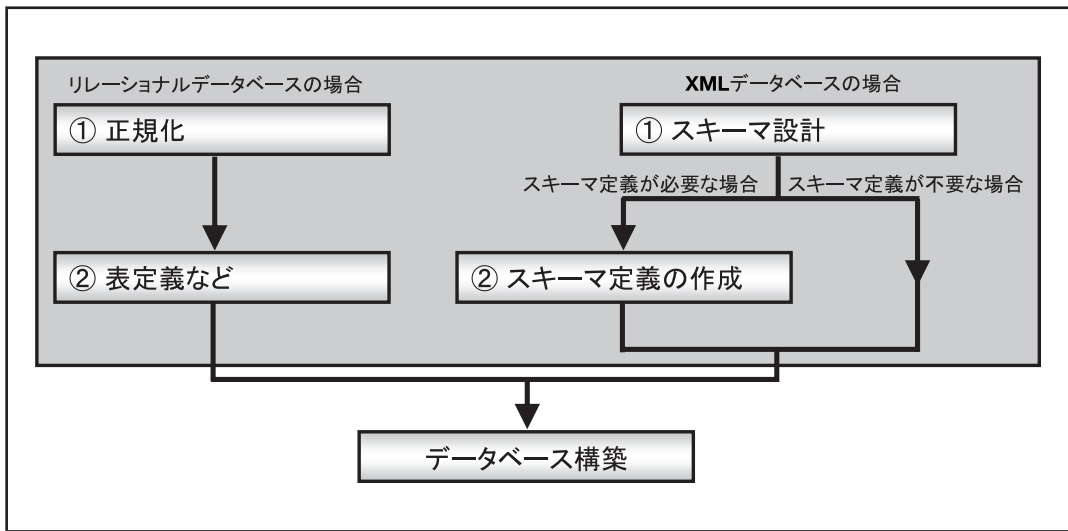 リレーショナルデータベースの場合
① 正規化
② 表定義など
XMLデータベースの場合
① スキーマ設計
スキーマ定義が必要な場合
スキーマ定義が不要な場合
② スキーマ定義の作成
データベース構築